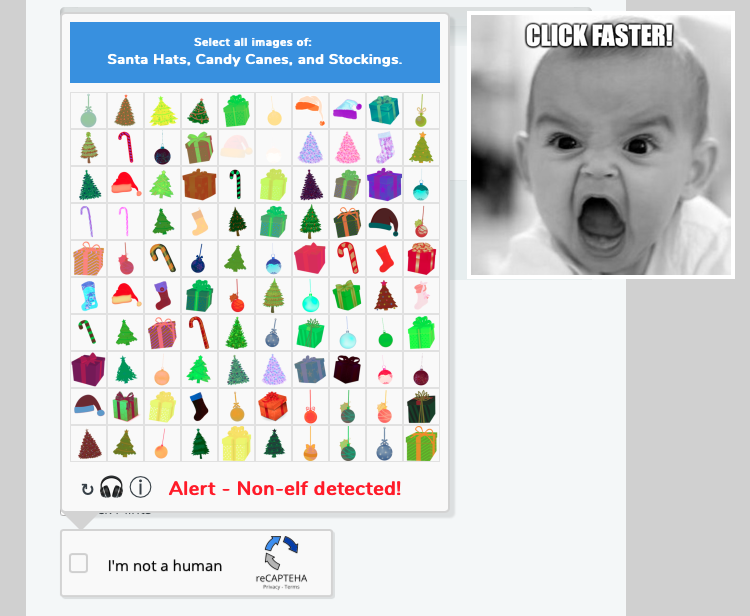 Select all images of:
Santa Hats, Candy Canes, and Stockings.
CLICK FASTER!
Alert - Non-elf detected!
I'm not a human
reCAPTEHA
Privacy - Terms